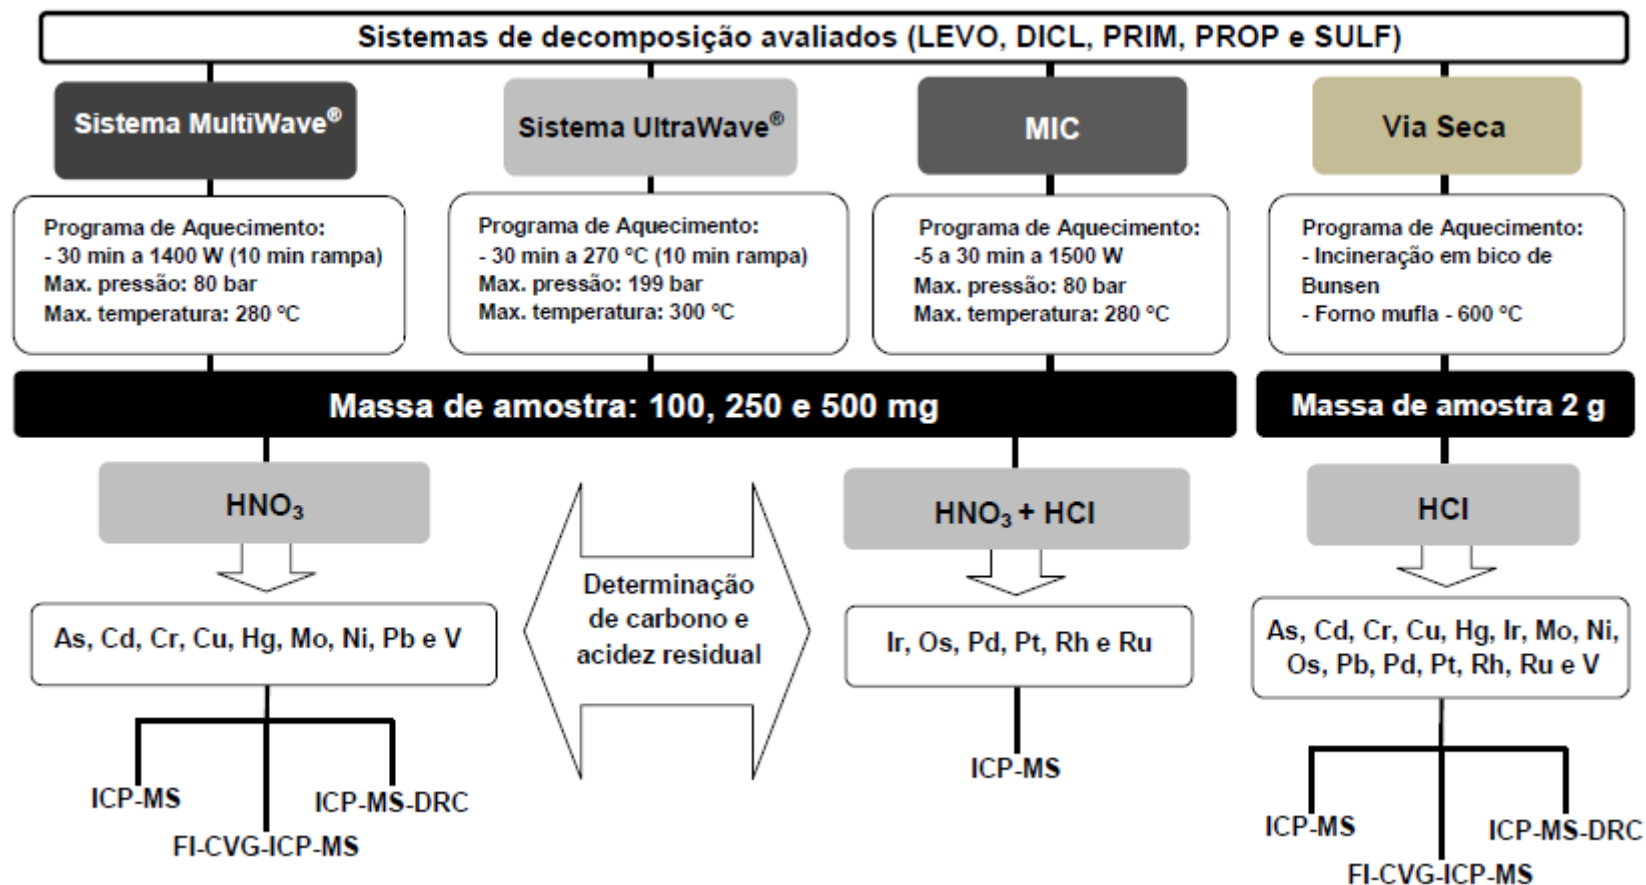 Sistemas de decomposição avaliados (LEVO, DICL, PRIM, PROP e SULF)
Sistema MultiWave®
Sistema UltraWave®
MIC
Via Seca
Programa de Aquecimento:
- 30 min a 1400 W (10 min rampa)
Max. pressão: 80 bar
Max. temperatura: 280 ºC
Programa de Aquecimento:
- 30 min a 270 ºC (10 min rampa)
Max. pressão: 199 bar
Max. temperatura: 300 ºC
Programa de Aquecimento:
-5 a 30 min a 1500 W
Max. pressão: 80 bar
Max. temperatura: 280 ºC
Programa de Aquecimento:
- Incineração em bico de
Bunsen
- Forno mufla - 600 ºC
Massa de amostra: 100, 250 e 500 mg
Massa de amostra 2 g
HNO₃
HNO₃ + HCl
HCl
Determinação
de carbono e
acidez residual
As, Cd, Cr, Cu, Hg, Mo, Ni, Pb e V
Ir, Os, Pd, Pt, Rh e Ru
As, Cd, Cr, Cu, Hg, Ir, Mo, Ni,
Os, Pb, Pd, Pt, Rh, Ru e V
ICP-MS
ICP-MS-DRC
FI-CVG-ICP-MS
ICP-MS
ICP-MS
ICP-MS-DRC
FI-CVG-ICP-MS